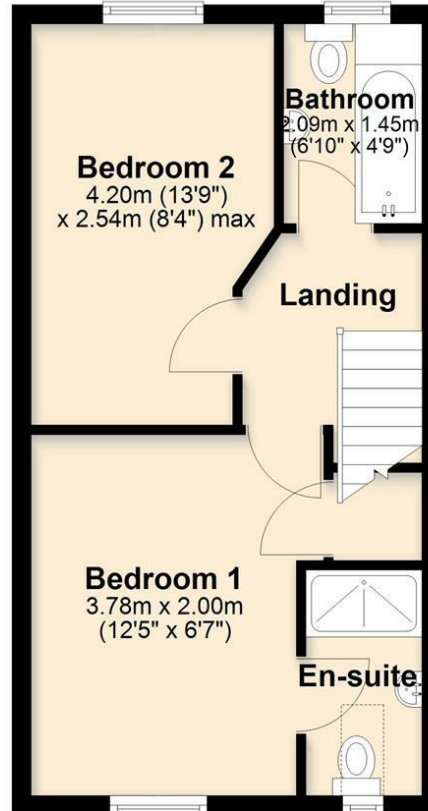 Bathroom
2.09m x 1.45m
(6'10" x 4'9")
Bedroom 2
4.20m (13'9")
x 2.54m (8'4") max
Landing
Bedroom 1
3.78m x 2.00m
(12'5" x 6'7")
En-suite